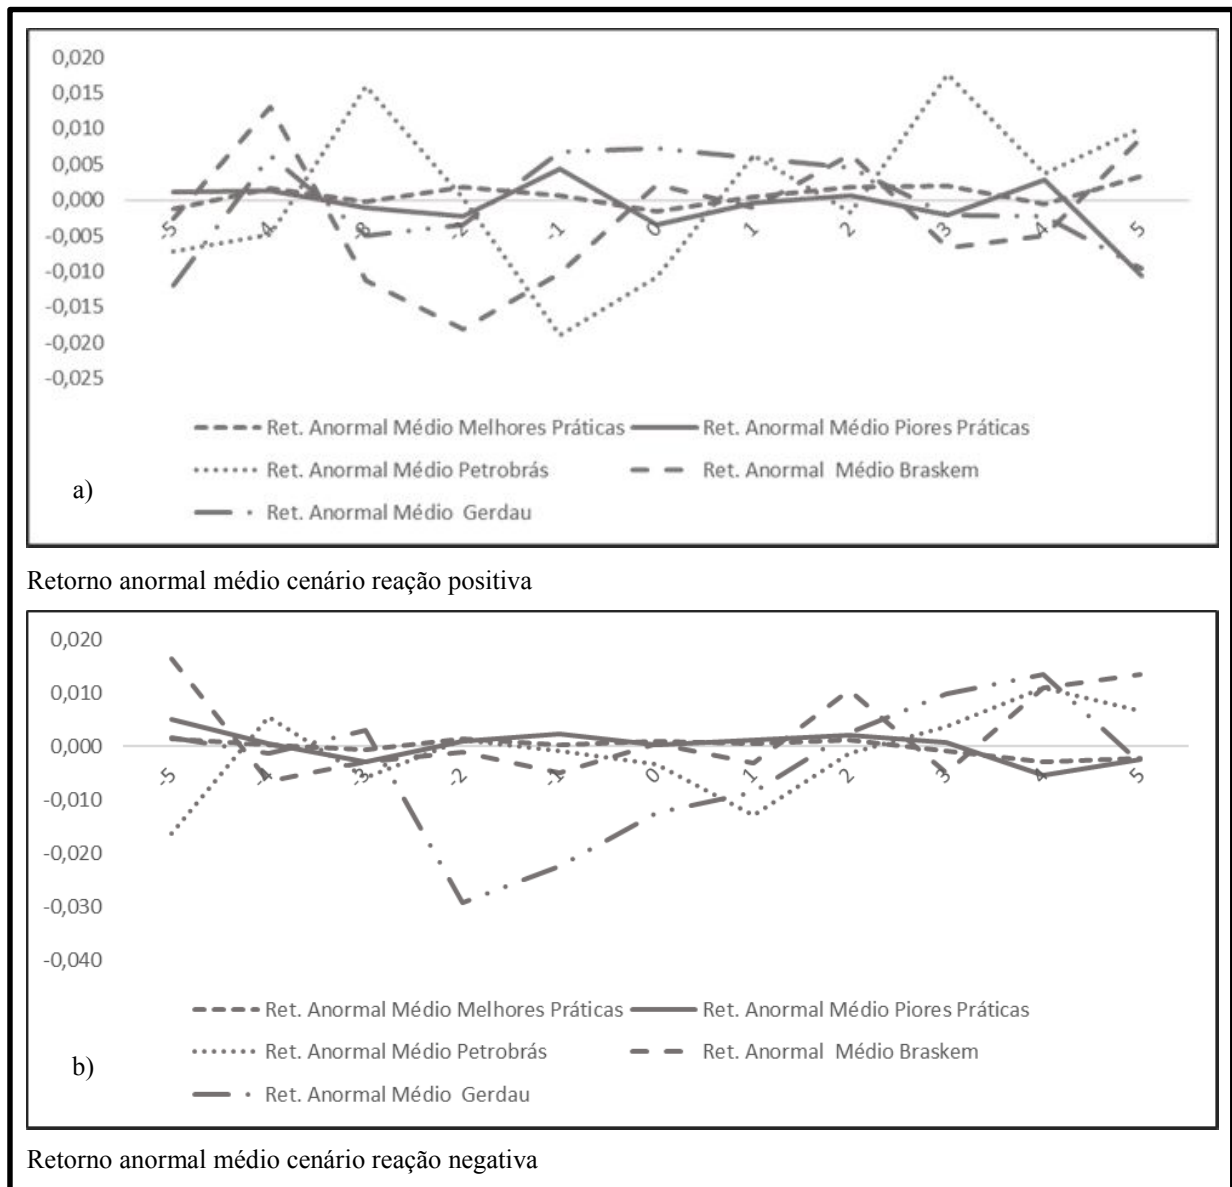 0,020
0,015
0,010
0,005
0,000
-0,005
-0,010
-0,015
-0,020
-0,025
-5 -4 -3 -2 -1 0 1 2 3 4 5
Ret. Anormal Médio Melhores Práticas Ret. Anormal Médio Piores Práticas
Ret. Anormal Médio Petrobrás Ret. Anormal Médio Braskem
a)
Ret. Anormal Médio Gerdau
Retorno anormal médio cenário reação positiva
0,020
0,010
0,000
-0,010
-0,020
-0,030
-0,040
-5 -4 -3 -2 -1 0 1 2 3 4 5
Ret. Anormal Médio Melhores Práticas Ret. Anormal Médio Piores Práticas
Ret. Anormal Médio Petrobrás Ret. Anormal Médio Braskem
b)
Ret. Anormal Médio Gerdau
Retorno anormal médio cenário reação negativa